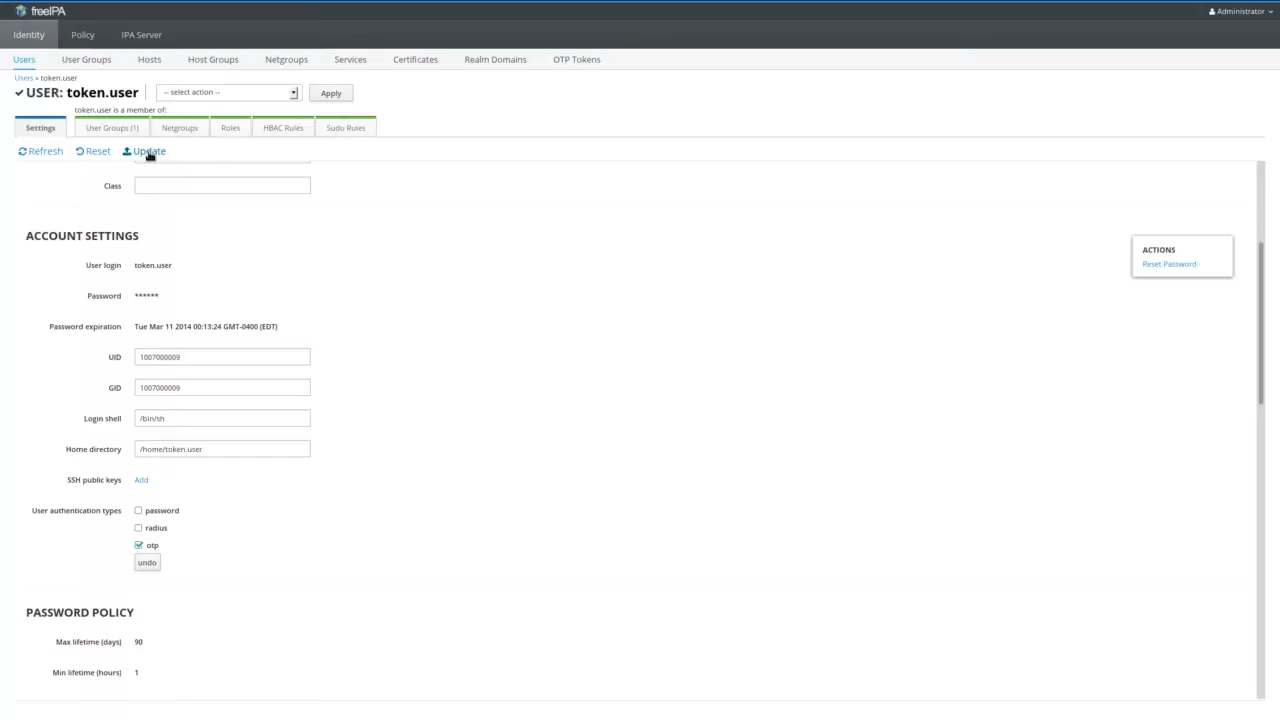 freeIPA
Administrator
Identity Policy IPA Server
Users User Groups Hosts Host Groups Netgroups Services Certificates Realm Domains OTP Tokens
Users » token.user
USER: token.user -- select action -- Apply
token.user is a member of:
Settings User Groups (1) Netgroups Roles HBAC Rules Sudo Rules
Refresh Reset Update
Class
ACCOUNT SETTINGS
ACTIONS
Reset Password
User login token.user
Password ******
Password expiration Tue Mar 11 2014 00:13:24 GMT-0400 (EDT)
UID 1007000009
GID 1007000009
Login shell /bin/sh
Home directory /home/token.user
SSH public keys Add
User authentication types password
radius
otp
undo
PASSWORD POLICY
Max lifetime (days) 90
Min lifetime (hours) 1